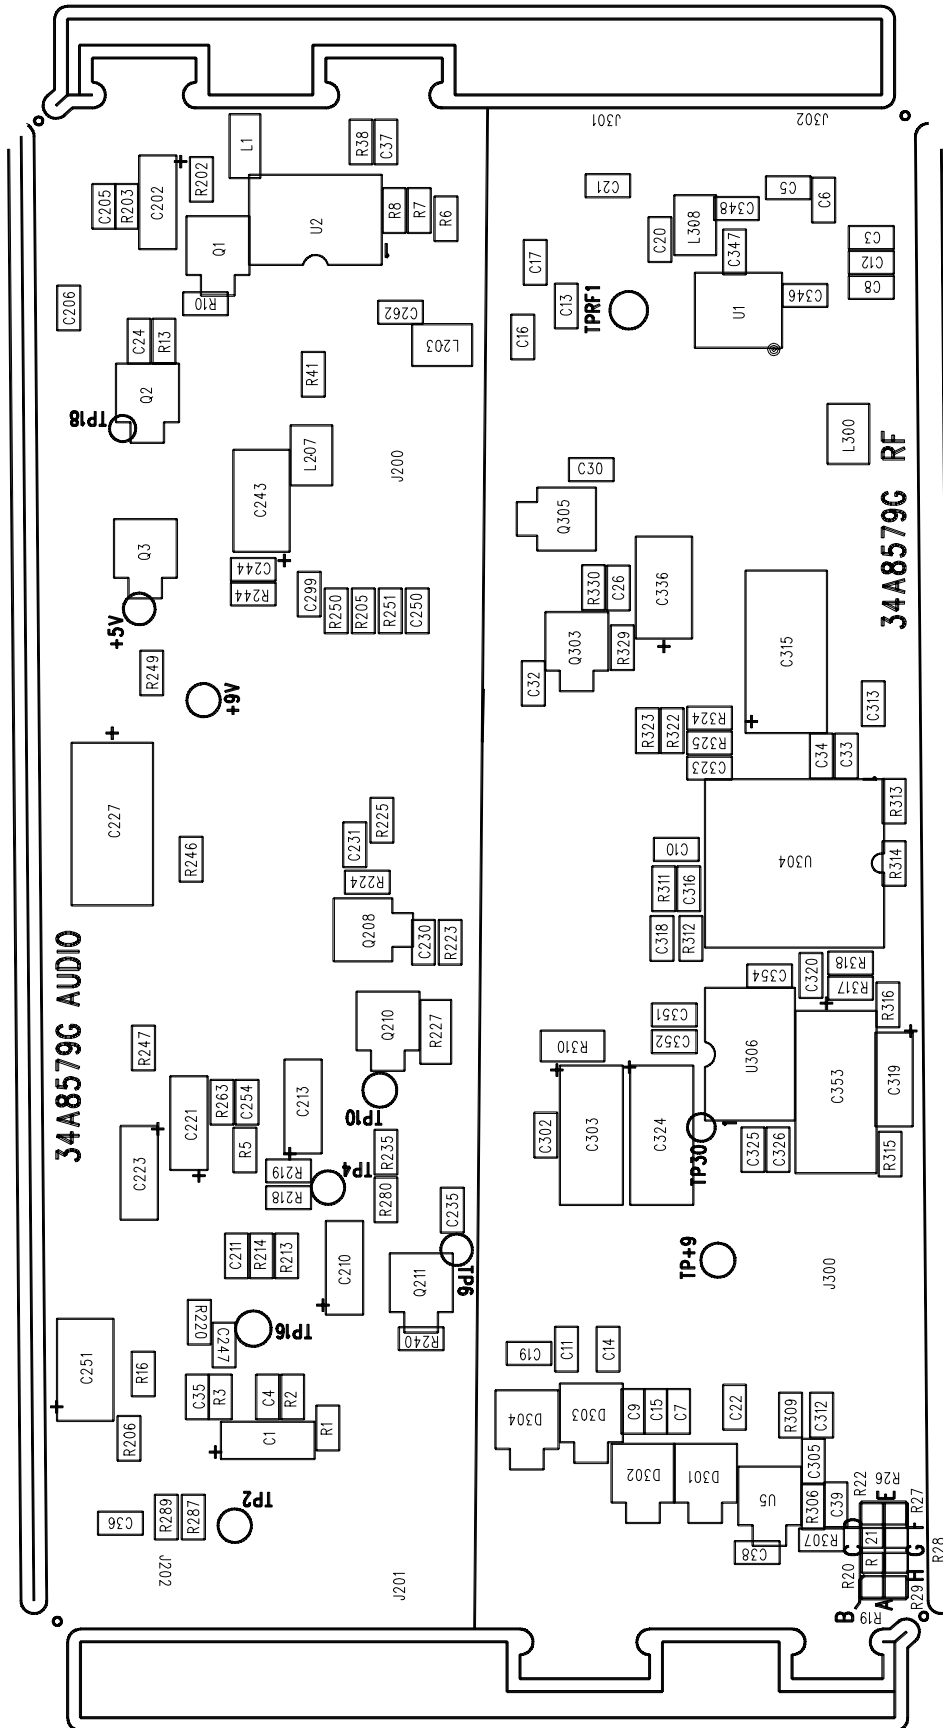 J301
J302
L1
R38
C37
C205
R203
C202
R202
Q1
U2
R8
R7
R6
C21
C5
C6
C348
L308
C20
C347
C3
C12
C8
C17
C13
C16
TPRF1
U1
C346
C206
R10
C262
L203
C24
R13
Q2
R41
TP18
L207
C243
J200
L300
34A8579G RF
C30
Q305
Q3
C244
R244
C299
R250
R205
R251
C250
+5V
R249
+9V
R330
C26
C336
Q303
R329
C32
C315
C313
R323
R322
R324
R325
C323
C34
C33
C227
R246
C231
R225
R224
Q208
C230
R223
C10
R311
C316
C318
R312
U304
R313
R314
34A8579G AUDIO
Q210
R227
R247
C354
C320
R318
R317
R316
C351
C352
R310
U306
C353
C319
C221
R263
C254
C213
R5
TP10
C223
R219
R218
TP4
R235
R280
C302
C303
C324
TP30
C325
C326
R315
C235
C211
R214
R213
C210
Q211
TP6
R240
TP+9
J300
R220
C247
TP16
C251
R16
C35
R3
C4
R2
C1
R1
R206
C19
C11
C14
D304
D303
C9
C15
C7
C22
R309
C312
C305
D302
D301
U5
R306
C39
R307
C38
C36
R289
R287
TP2
J202
J201
R22
R26
E
R27
D
F
C
G
R
21
R20
H
R28
R29
A
B
R19